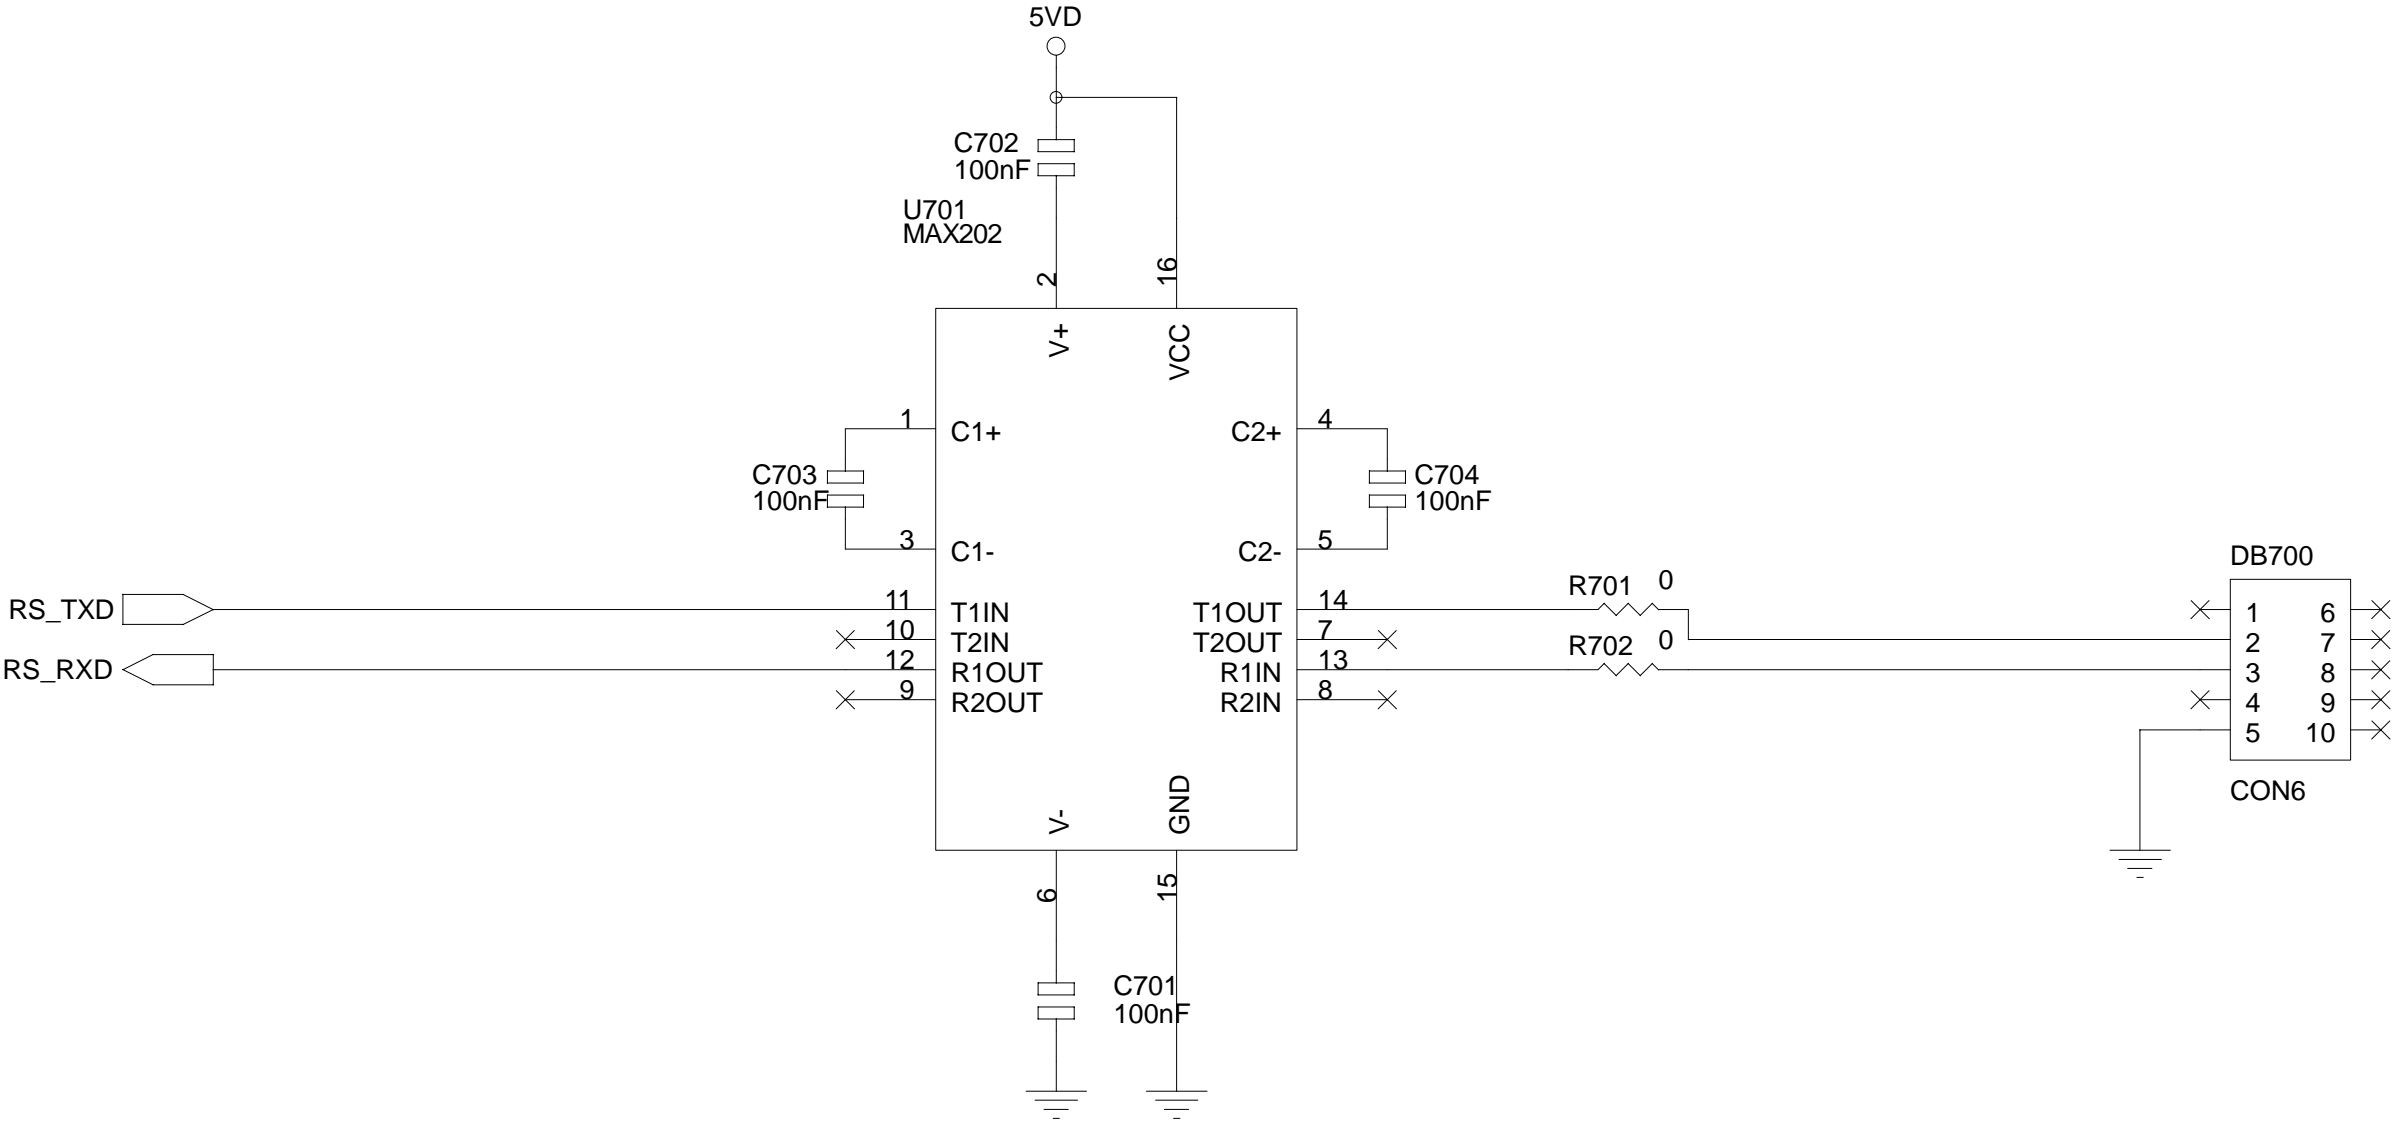 5VD
C702
100nF
U701
MAX202
2
16
V+
VCC
1
C1+
C2+
4
C703
100nF
C704
100nF
3
C1-
C2-
5
DB700
RS_TXD
11
T1IN
T1OUT
14
R701 0
1 6
10
T2IN
T2OUT
7
2 7
RS_RXD
12
R1OUT
R1IN
13
R702 0
3 8
9
R2OUT
R2IN
8
4 9
5 10
CON6
V-
GND
6
15
C701
100nF